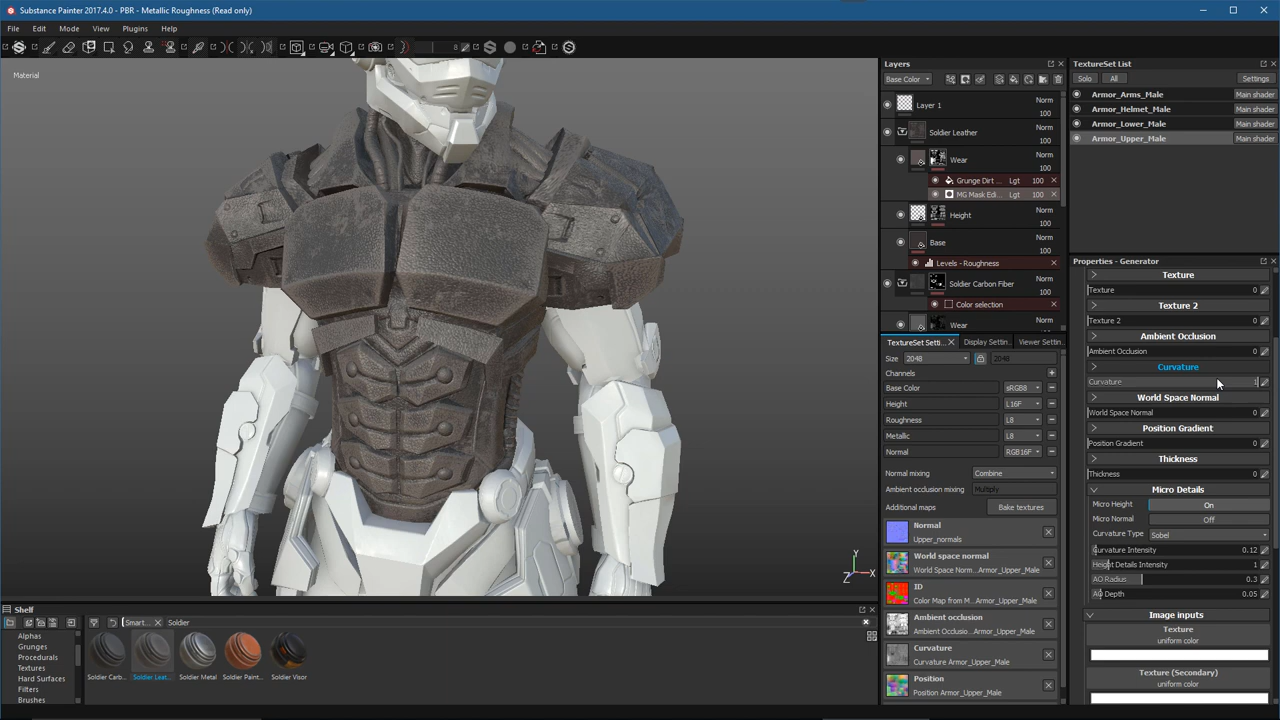 Substance Painter 2017.4.0 - PBR - Metallic Roughness (Read only)
File Edit Mode View Plugins Help
8
Material
Y
Z X
Layers
Base Color
Layer 1 Norm 100
Soldier Leather Norm 100
Wear Norm 100
Grunge Dirt ... Lgt 100
MG Mask Edi... Lgt 100
Height Norm 100
Base Norm 100
Levels - Roughness
Soldier Carbon Fiber Norm 100
Color selection
Wear Norm
TextureSet Setti... Display Settin... Viewer Settin...
Size 2048 2048
Channels
Base Color sRGB8
Height L16F
Roughness L8
Metallic L8
Normal RGB16F
Normal mixing Combine
Ambient occlusion mixing Multiply
Additional maps Bake textures
Normal
Upper_normals
World space normal
World Space Norm...Armor_Upper_Male
ID
Color Map from M...Armor_Upper_Male
Ambient occlusion
Ambient Occlusio...Armor_Upper_Male
Curvature
Curvature Armor_Upper_Male
Position
Position Armor_Upper_Male
TextureSet List
Solo All Settings
Armor_Arms_Male Main shader
Armor_Helmet_Male Main shader
Armor_Lower_Male Main shader
Armor_Upper_Male Main shader
Properties - Generator
Texture
Texture 0
Texture 2
Texture 2 0
Ambient Occlusion
Ambient Occlusion 0
Curvature
Curvature 1
World Space Normal
World Space Normal 0
Position Gradient
Position Gradient 0
Thickness
Thickness 0
Micro Details
Micro Height On
Micro Normal Off
Curvature Type Sobel
Curvature Intensity 0.12
Height Details Intensity 1
AO Radius 0.3
AO Depth 0.05
Image inputs
Texture
uniform color
Texture (Secondary)
uniform color
Shelf
Smart... Soldier
Alphas
Grunges
Procedurals
Textures
Hard Surfaces
Filters
Brushes
Soldier Carb... Soldier Leat... Soldier Metal Soldier Paint... Soldier Visor